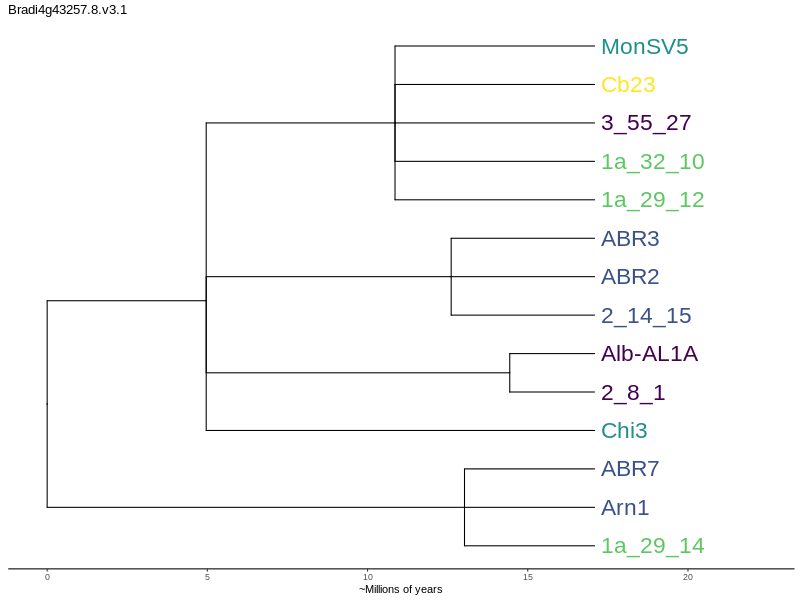 Bradi4g43257.8.v3.1
MonSV5
Cb23
3_55_27
1a_32_10
1a_29_12
ABR3
ABR2
2_14_15
Alb-AL1A
2_8_1
Chi3
ABR7
Arn1
1a_29_14
0 5 10 15 20
~Millions of years